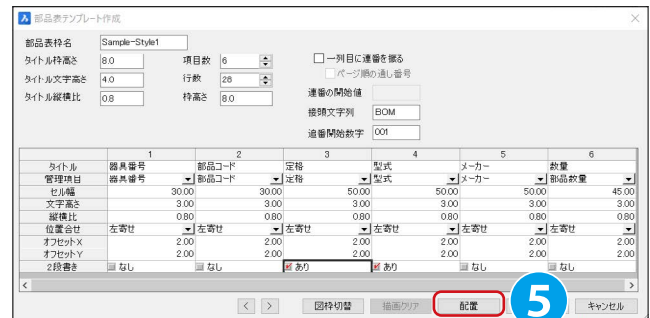 部品表テンプレート作成
部品表枠名 Sample-Style1
タイトル枠高さ 8.0 項目数 6 一列目に連番を振る
タイトル文字高さ 4.0 行数 28 ページ順の通し番号
タイトル縦横比 0.8 枠高さ 8.0 連番の開始値
接頭文字列 BOM
追番開始数字 001
1 2 3 4 5 6
タイトル 器具番号 部品コード 定格 型式 メーカー 数量
管理項目 器具番号 部品コード 定格 型式 メーカー 部品数量
セル幅 30.00 30.00 50.00 50.00 50.00 45.00
文字高さ 3.00 3.00 3.00 3.00 3.00 3.00
縦横比 0.80 0.80 0.80 0.80 0.80 0.80
位置合せ 左寄せ 左寄せ 左寄せ 左寄せ 左寄せ 左寄せ
オフセットX 2.00 2.00 2.00 2.00 2.00 2.00
オフセットY 2.00 2.00 2.00 2.00 2.00 2.00
2段書き なし なし あり あり なし なし
< > 図枠切替 描画クリア 配置 5 キャンセル